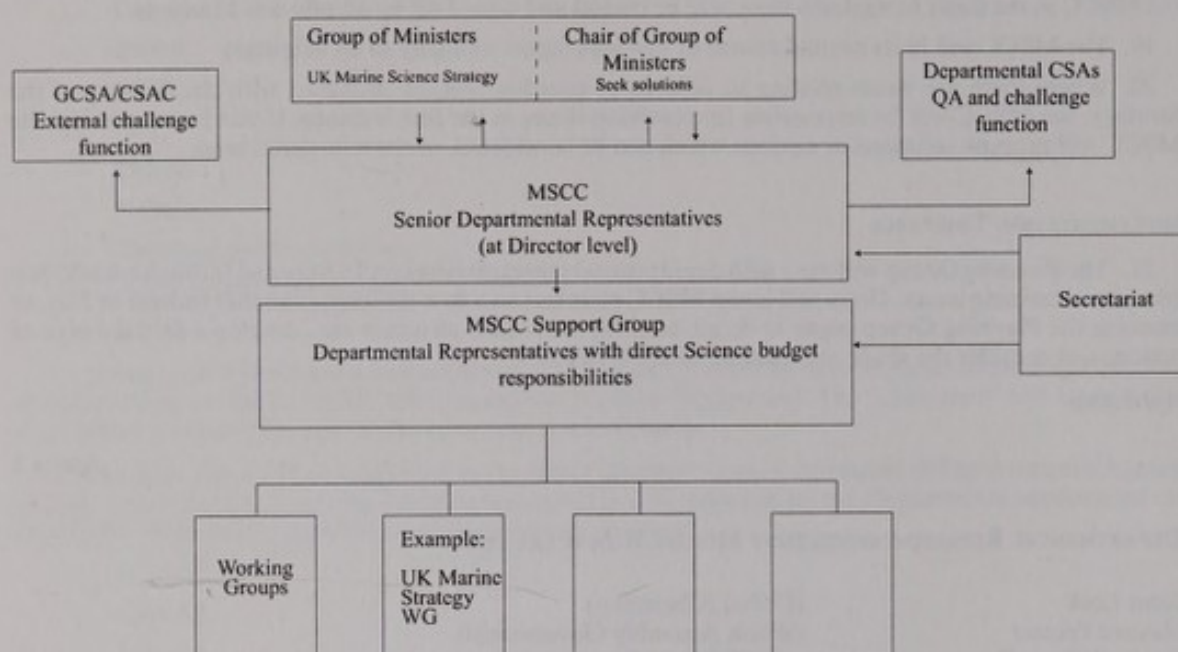 Group of Ministers
UK Marine Science Strategy
Chair of Group of
Ministers
Seek solutions
GCSA/CSAC
External challenge
function
Departmental CSAs
QA and challenge
function
MSCC
Senior Departmental Representatives
(at Director level)
Secretariat
MSCC Support Group
Departmental Representatives with direct Science budget
responsibilities
Working
Groups
Example:
UK Marine
Strategy
WG